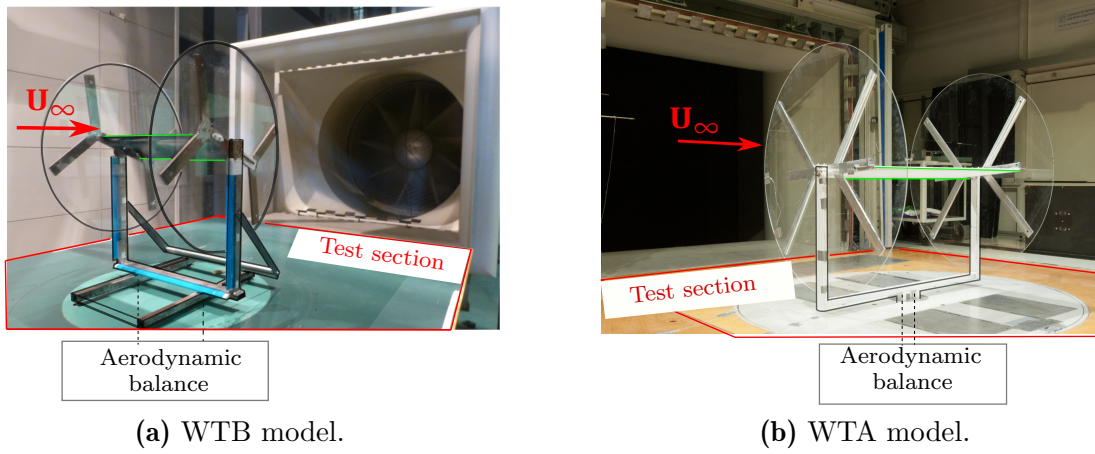 U∞
Test section
Aerodynamic
balance
(a) WTB model.
U∞
Test section
Aerodynamic
balance
(b) WTA model.